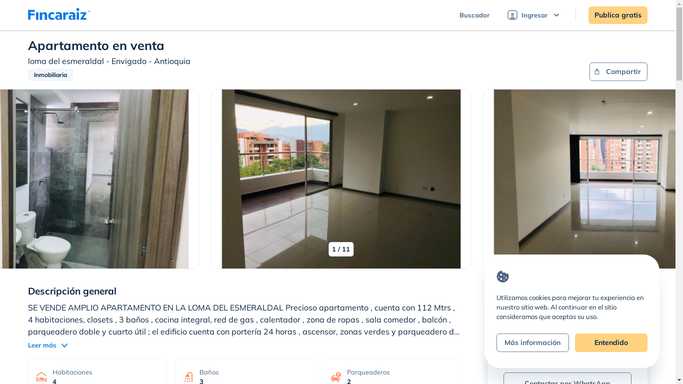 Fincaraiz
Buscador
Ingresar
Publica gratis
Apartamento en venta
loma del esmeraldal - Envigado - Antioquia
Inmobiliaria
Compartir
1 / 11
Descripción general
SE VENDE AMPLIO APARTAMENTO EN LA LOMA DEL ESMERALDAL Precioso apartamento , cuenta con 112 Mtrs ,
4 habitaciones, closets , 3 baños , cocina integral, red de gas , calentador , zona de ropas , sala comedor , balcón ,
parqueadero doble y cuarto útil ; el edificio cuenta con portería 24 horas , ascensor, zonas verdes y parqueadero d...
Leer más
Habitaciones
4
Baños
3
Parqueaderos
2
Utilizamos cookies para mejorar tu experiencia en
nuestro sitio web. Al continuar en el sitio
consideramos que aceptas su uso.
Más información
Entendido
Contactar por WhatsApp